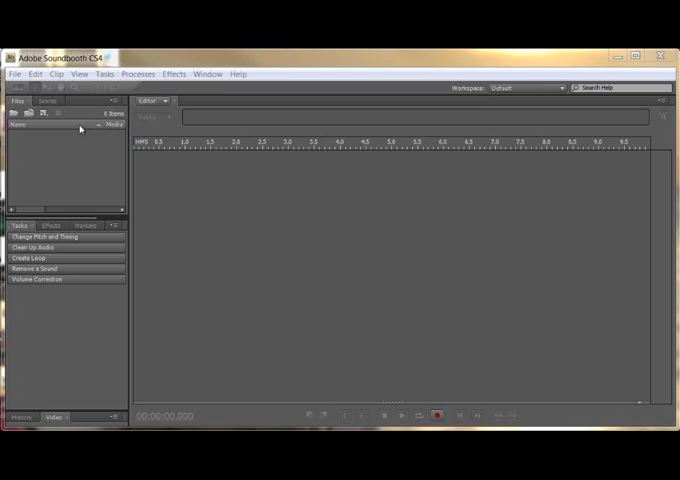 Adobe Soundbooth CS4
File Edit Clip View Tasks Processes Effects Window Help
Workspace: Default Search Help
Files Scores Editor
0 Items Tracks
Name Media
HMS 0.5 1.0 1.5 2.0 2.5 3.0 3.5 4.0 4.5 5.0 5.5 6.0 6.5 7.0 7.5 8.0 8.5 9.0 9.5
Tasks Effects Markers
Change Pitch and Timing
Clean Up Audio
Create Loop
Remove a Sound
Volume Correction
History Video 00:00:00.000